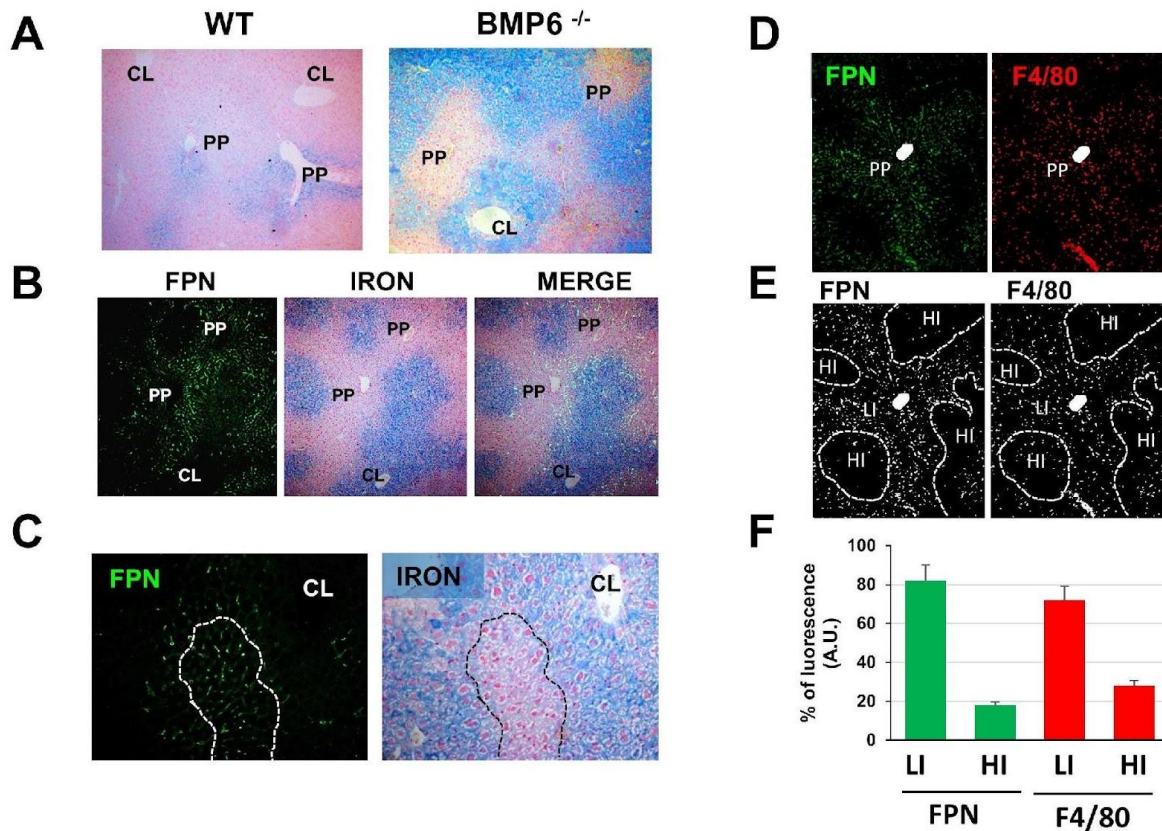 A
WT
BMP6 -/-
CL
CL
PP
PP
PP
PP
CL
B
FPN
IRON
MERGE
PP
PP
CL
PP
PP
CL
PP
PP
CL
C
FPN
CL
IRON
CL
D
FPN
F4/80
PP
PP
E
FPN
F4/80
HI
HI
LI
HI
HI
HI
HI
LI
HI
HI
F
% of luorescence
(A.U.)
100
80
60
40
20
0
LI HI LI HI
FPN F4/80